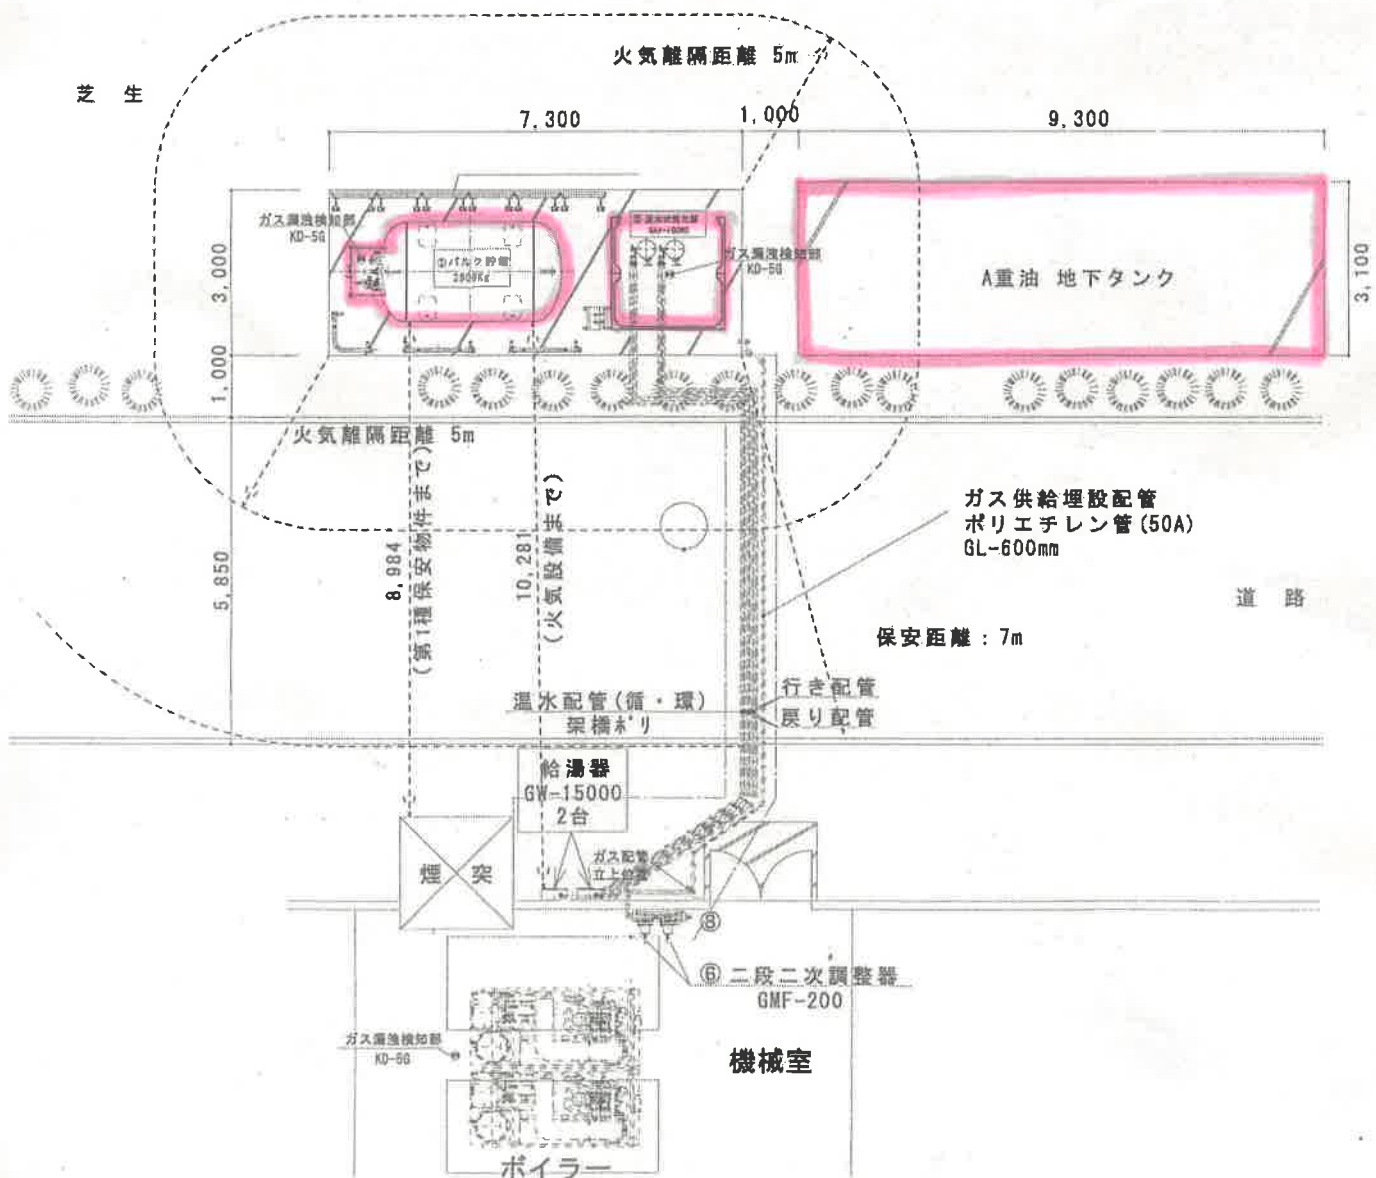 火気離隔距離 5m
芝 生
7,300
1,000
9,300
ガス漏洩検知部
KD-5G
①バルク貯槽
ガス漏洩検知部
KD-5G
A重油 地下タンク
3,000
3,100
1,000
火気離隔距離 5m
ガス供給埋設配管
ポリエチレン管(50A)
GL-600mm
5,850
8,984
(第1種保安物件まで)
10,281
(火気設備まで)
道 路
保安距離：7m
温水配管(循・環)
架橋ポリ
行き配管
戻り配管
給湯器
GW-15000
2台
煙突
ガス配管
立上位置
⑧
⑥ 二段二次調整器
GMF-200
ガス漏洩検知部
機械室
ボイラー